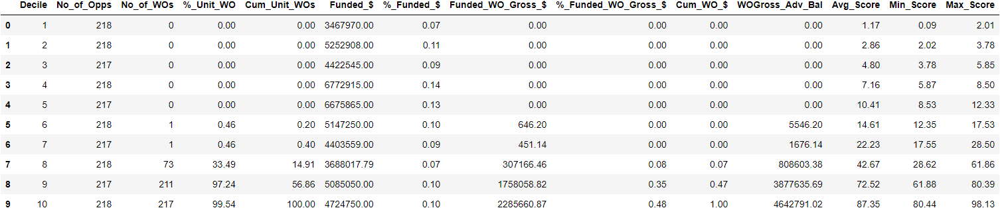 Decile No_of_Opps No_of_WOs %_Unit_WO Cum_Unit_WOs Funded_$ %_Funded_$ Funded_WO_Gross_$ %_Funded_WO_Gross_$ Cum_WO_$ WOGross_Adv_Bal Avg_Score Min_Score Max_Score
0 1 218 0 0.00 0.00 3467970.00 0.07 0.00 0.00 0.00 0.00 1.17 0.09 2.01
1 2 218 0 0.00 0.00 5252908.00 0.11 0.00 0.00 0.00 0.00 2.86 2.02 3.78
2 3 217 0 0.00 0.00 4422545.00 0.09 0.00 0.00 0.00 0.00 4.80 3.78 5.85
3 4 218 0 0.00 0.00 6772915.00 0.14 0.00 0.00 0.00 0.00 7.16 5.87 8.50
4 5 217 0 0.00 0.00 6675865.00 0.13 0.00 0.00 0.00 0.00 10.41 8.53 12.33
5 6 218 1 0.46 0.20 5147250.00 0.10 646.20 0.00 0.00 5546.20 14.61 12.35 17.53
6 7 217 1 0.46 0.40 4403559.00 0.09 451.14 0.00 0.00 1676.14 22.23 17.55 28.50
7 8 218 73 33.49 14.91 3688017.79 0.07 307166.46 0.08 0.07 808603.38 42.67 28.62 61.86
8 9 217 211 97.24 56.86 5085050.00 0.10 1758058.82 0.35 0.47 3877635.69 72.52 61.88 80.39
9 10 218 217 99.54 100.00 4724750.00 0.10 2285660.87 0.48 1.00 4642791.02 87.35 80.44 98.13